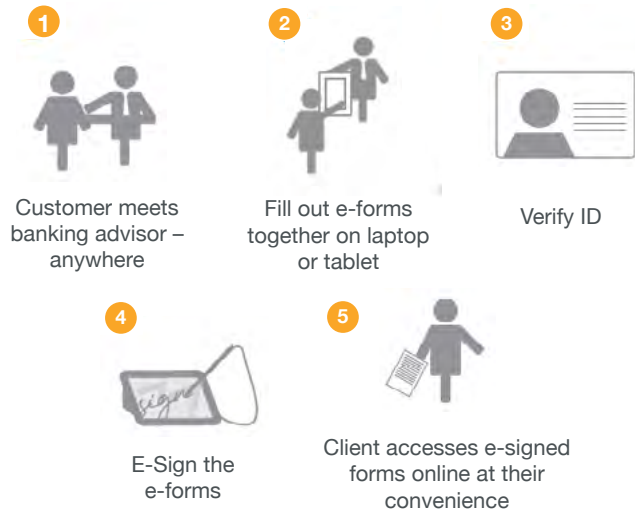 1
2
3
Customer meets
banking advisor –
anywhere
Fill out e-forms
together on laptop
or tablet
Verify ID
4
5
sign
E-Sign the
e-forms
Client accesses e-signed
forms online at their
convenience